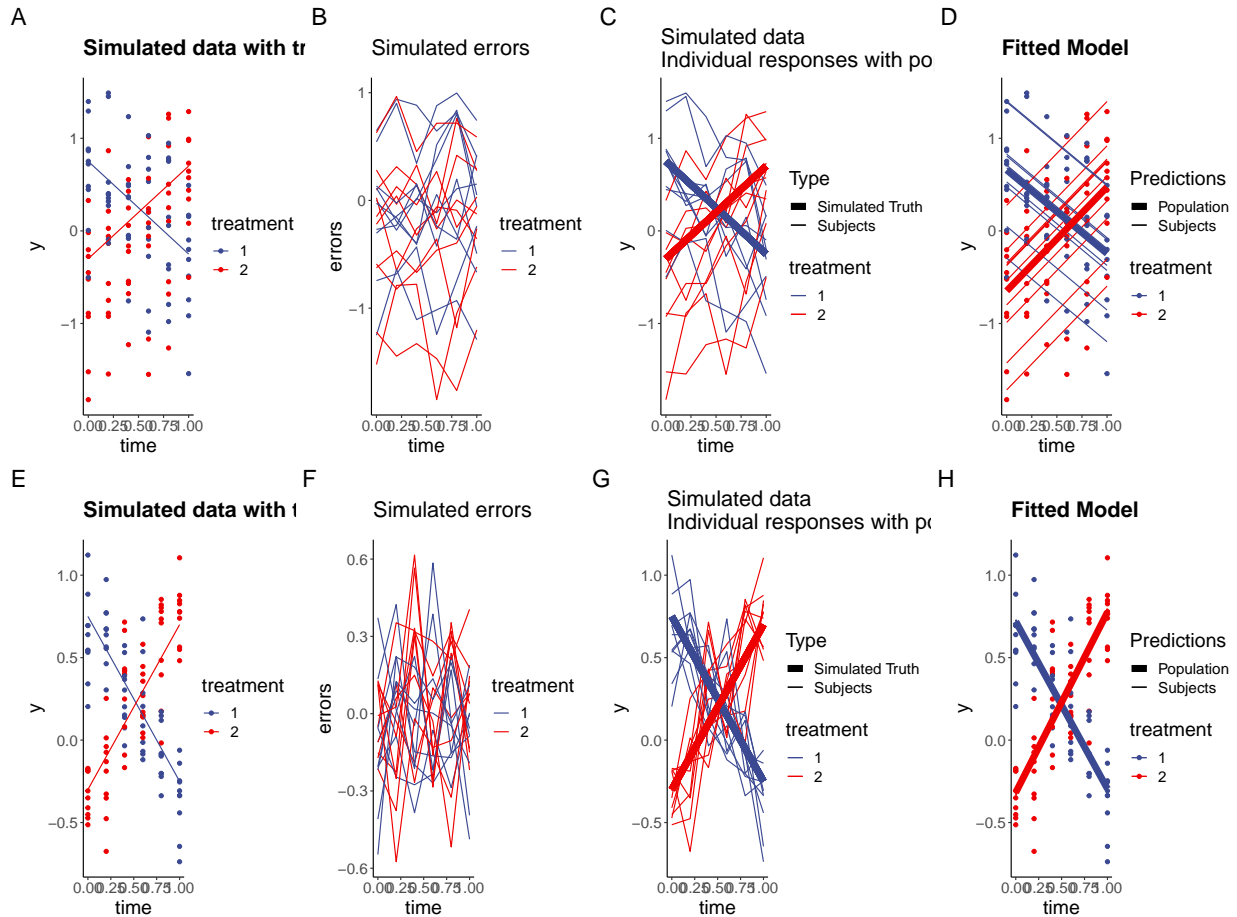 A
Simulated data with tr
y
1
0
−1
0.00
0.25
0.50
0.75
1.00
time
treatment
1
2
B
Simulated errors
errors
1
0
−1
0.00
0.25
0.50
0.75
1.00
time
treatment
1
2
C
Simulated data
Individual responses with po
y
1
0
−1
0.00
0.25
0.50
0.75
1.00
time
Type
Simulated Truth
Subjects
treatment
1
2
D
Fitted Model
y
1
0
−1
0.00
0.25
0.50
0.75
1.00
time
Predictions
Population
Subjects
treatment
1
2
E
Simulated data with t
y
1.0
0.5
0.0
−0.5
0.00
0.25
0.50
0.75
1.00
time
treatment
1
2
F
Simulated errors
errors
0.6
0.3
0.0
−0.3
−0.6
0.00
0.25
0.50
0.75
1.00
time
treatment
1
2
G
Simulated data
Individual responses with po
y
1.0
0.5
0.0
−0.5
0.00
0.25
0.50
0.75
1.00
time
Type
Simulated Truth
Subjects
treatment
1
2
H
Fitted Model
y
1.0
0.5
0.0
−0.5
0.00
0.25
0.50
0.75
1.00
time
Predictions
Population
Subjects
treatment
1
2